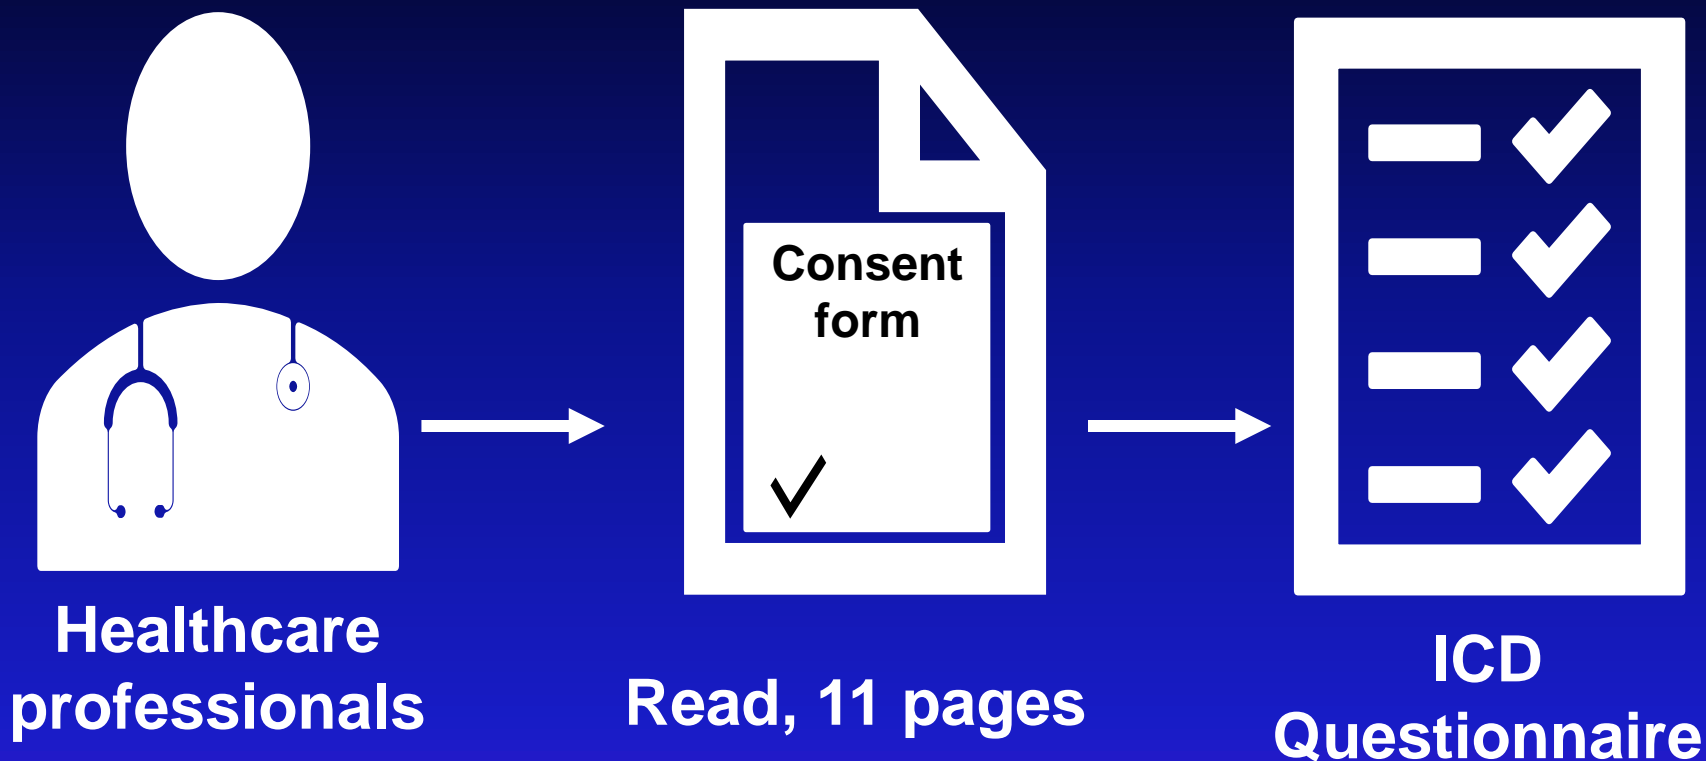 Consent
form
Healthcare
professionals
Read, 11 pages
ICD
Questionnaire